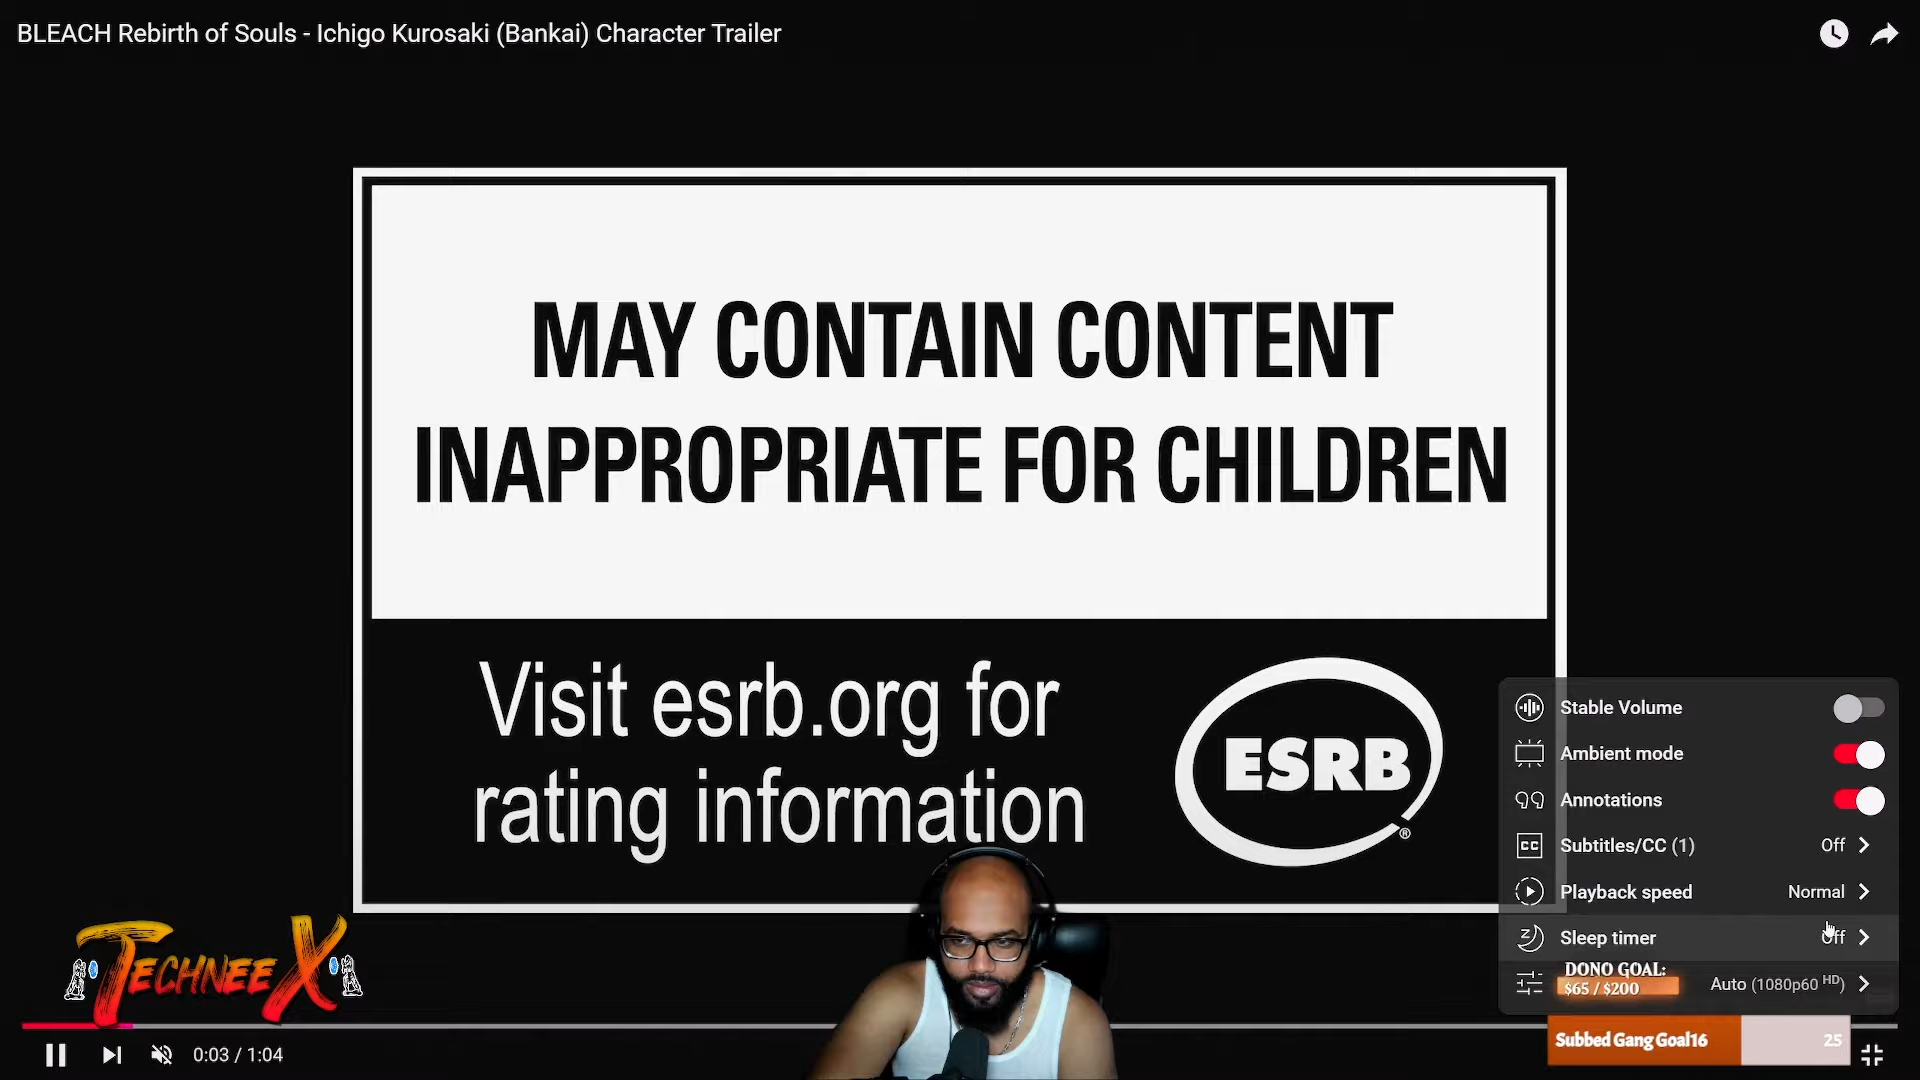 BLEACH Rebirth of Souls - Ichigo Kurosaki (Bankai) Character Trailer
MAY CONTAIN CONTENT
INAPPROPRIATE FOR CHILDREN
Visit esrb.org for
rating information
ESRB
®
Stable Volume
Ambient mode
Annotations
CC Subtitles/CC (1) Off
Playback speed Normal
Sleep timer Off
DONO GOAL:
$65 / $200
Auto (1080p60 HD)
TECHNEEX
0:03 / 1:04
Subbed Gang Goal16 25